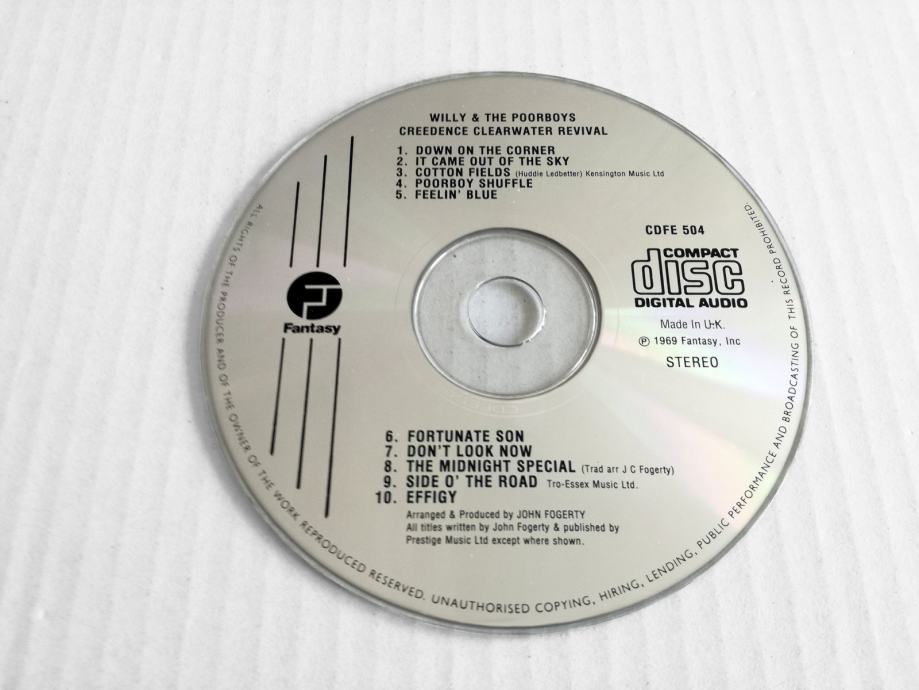 WILLY & THE POORBOYS
CREEDENCE CLEARWATER REVIVAL
1. DOWN ON THE CORNER
2. IT CAME OUT OF THE SKY
3. COTTON FIELDS (Huddie Ledbetter) Kensington Music Ltd
4. POORBOY SHUFFLE
5. FEELIN' BLUE
CDFE 504
COMPACT
disc
DIGITAL AUDIO
Made In U.K.
℗ 1969 Fantasy, Inc
STEREO
FJ
Fantasy
6. FORTUNATE SON
7. DON'T LOOK NOW
8. THE MIDNIGHT SPECIAL (Trad arr J C Fogerty)
9. SIDE O' THE ROAD Tro-Essex Music Ltd.
10. EFFIGY
Arranged & Produced by JOHN FOGERTY
All titles written by John Fogerty & published by
Prestige Music Ltd except where shown.
ALL RIGHTS OF THE PRODUCER AND OF THE OWNER OF THE WORK REPRODUCED RESERVED. UNAUTHORISED COPYING, HIRING, LENDING, PUBLIC PERFORMANCE AND BROADCASTING OF THIS RECORD PROHIBITED.